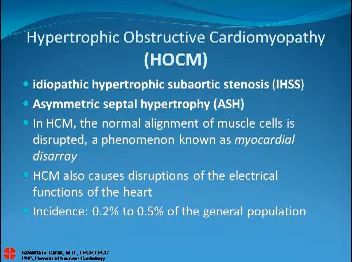 Hypertrophic Obstructive Cardiomyopathy
(HOCM)
idiopathic hypertrophic subaortic stenosis (IHSS)
Asymmetric septal hypertrophy (ASH)
In HCM, the normal alignment of muscle cells is
disrupted, a phenomenon known as myocardial
disarray
HCM also causes disruptions of the electrical
functions of the heart
Incidence: 0.2% to 0.5% of the general population